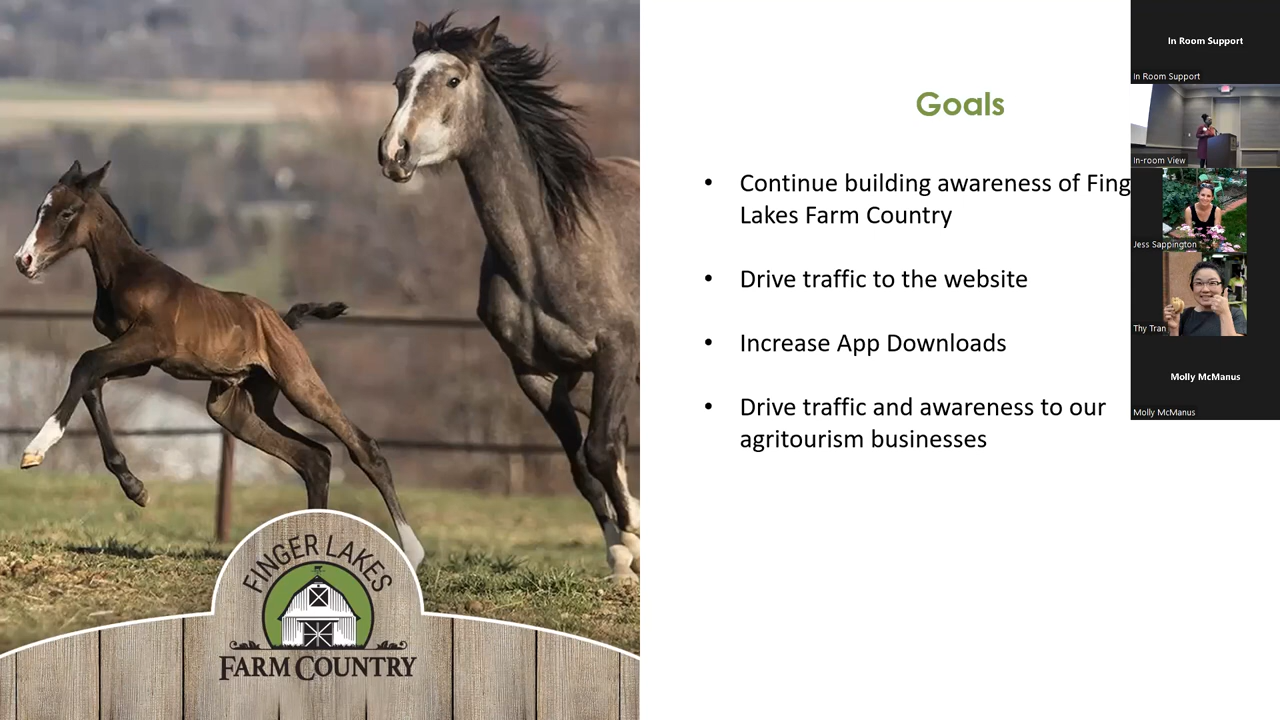 Goals
• Continue building awareness of Fing
Lakes Farm Country
• Drive traffic to the website
• Increase App Downloads
• Drive traffic and awareness to our
agritourism businesses
FINGER LAKES
FARM COUNTRY
In Room Support
In Room Support
In-room View
Jess Sappington
Thy Tran
Molly McManus
Molly McManus